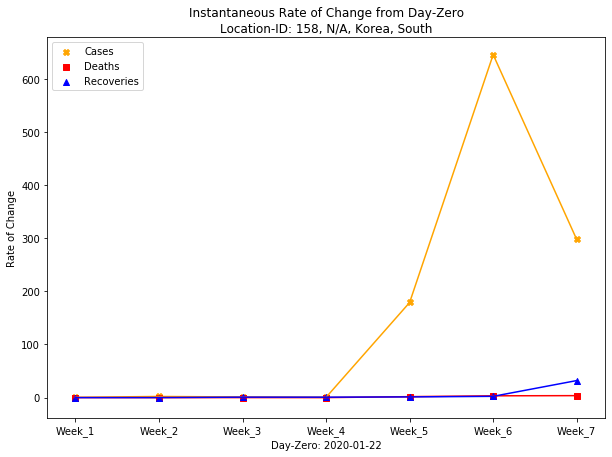 Instantaneous Rate of Change from Day-Zero
Location-ID: 158, N/A, Korea, South
Cases
Deaths
Recoveries
Rate of Change
600
500
400
300
200
100
0
Week_1
Week_2
Week_3
Week_4
Week_5
Week_6
Week_7
Day-Zero: 2020-01-22